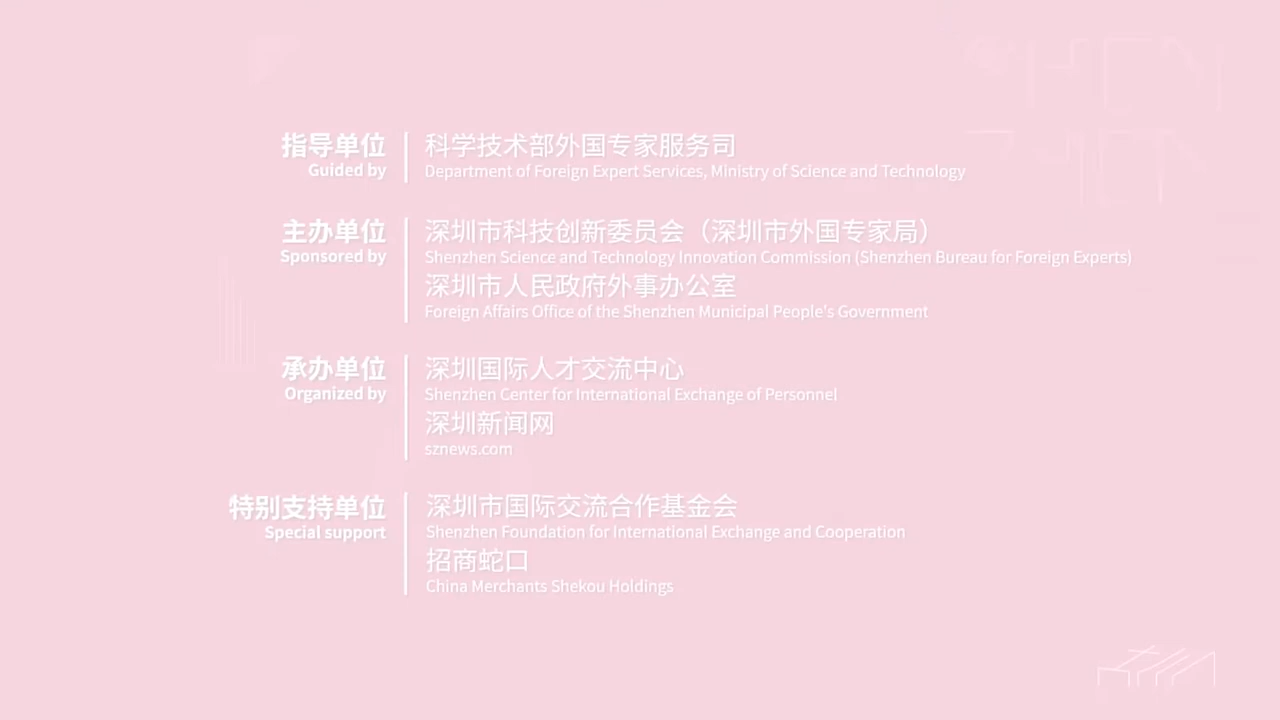 指导单位
Guided by
科学技术部外国专家服务司
Department of Foreign Expert Services, Ministry of Science and Technology
主办单位
Sponsored by
深圳市科技创新委员会（深圳市外国专家局）
Shenzhen Science and Technology Innovation Commission (Shenzhen Bureau for Foreign Experts)
深圳市人民政府外事办公室
Foreign Affairs Office of the Shenzhen Municipal People's Government
承办单位
Organized by
深圳国际人才交流中心
Shenzhen Center for International Exchange of Personnel
深圳新闻网
sznews.com
特别支持单位
Special support
深圳市国际交流合作基金会
Shenzhen Foundation for International Exchange and Cooperation
招商蛇口
China Merchants Shekou Holdings